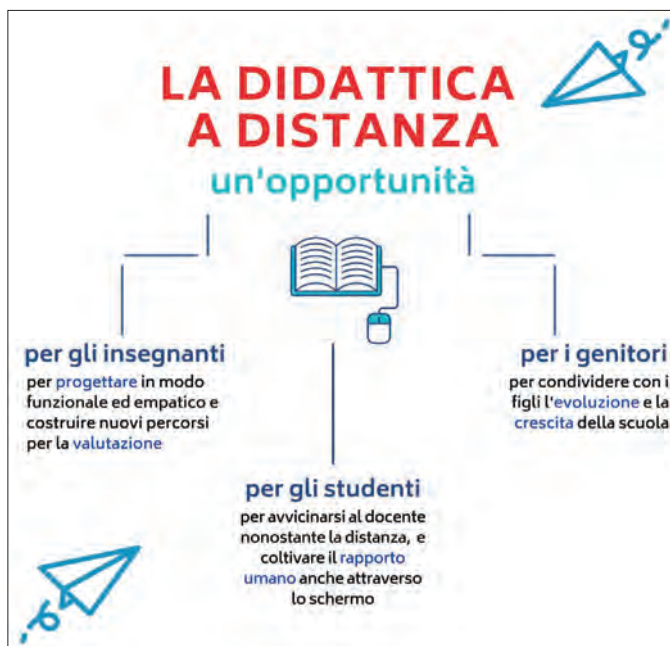 LA DIDATTICA
A DISTANZA
un'opportunità
per gli insegnanti
per progettare in modo
funzionale ed empatico e
costruire nuovi percorsi
per la valutazione
per gli studenti
per avvicinarsi al docente
nonostante la distanza, e
coltivare il rapporto
umano anche attraverso
lo schermo
per i genitori
per condividere con i
figli l'evoluzione e la
crescita della scuola